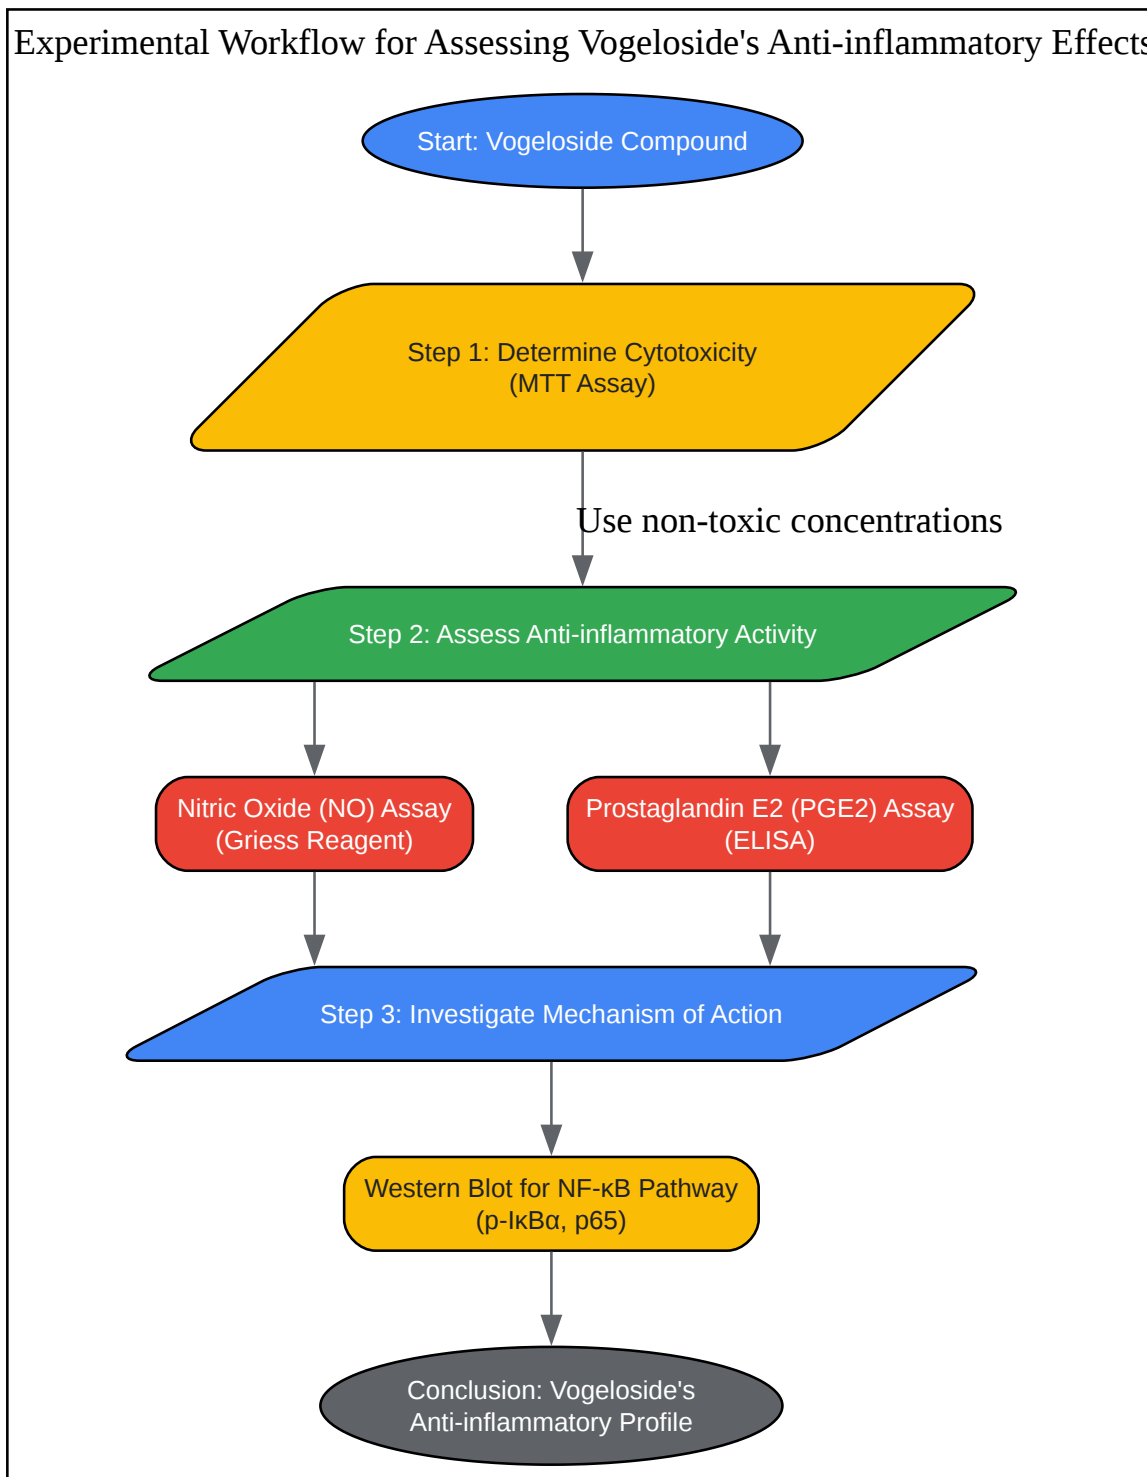 Experimental Workflow for Assessing Vogeloside's Anti-inflammatory Effects
Start: Vogeloside Compound
Step 1: Determine Cytotoxicity
(MTT Assay)
Use non-toxic concentrations
Step 2: Assess Anti-inflammatory Activity
Nitric Oxide (NO) Assay
(Griess Reagent)
Prostaglandin E2 (PGE2) Assay
(ELISA)
Step 3: Investigate Mechanism of Action
Western Blot for NF-κB Pathway
(p-IκBα, p65)
Conclusion: Vogeloside's
Anti-inflammatory Profile